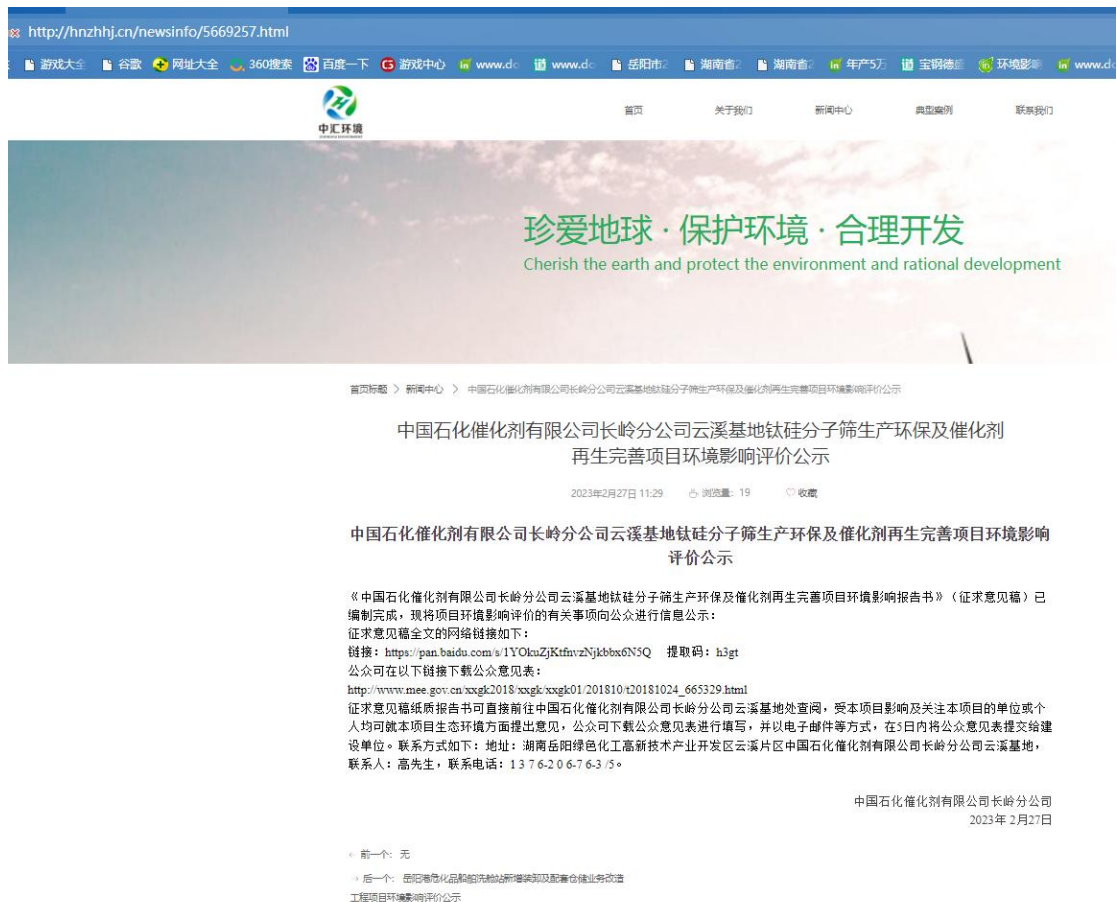 http://hnzhhj.cn/newsinfo/5669257.html
游戏大全 谷歌 网址大全 360搜索 百度一下 游戏中心 www.do www.do 岳阳市2 湖南省2 湖南省2 年产5万 宝钢德盛 环境影响 www.do
中汇环境
首页 关于我们 新闻中心 典型案例 联系我们
珍爱地球 · 保护环境 · 合理开发
Cherish the earth and protect the environment and rational development
首页标题 > 新闻中心 > 中国石化催化剂有限公司长岭分公司云溪基地钛硅分子筛生产环保及催化剂再生完善项目环境影响评价公示
中国石化催化剂有限公司长岭分公司云溪基地钛硅分子筛生产环保及催化剂
再生完善项目环境影响评价公示
2023年2月27日 11:29 浏览量: 19 收藏
中国石化催化剂有限公司长岭分公司云溪基地钛硅分子筛生产环保及催化剂再生完善项目环境影响
评价公示
《中国石化催化剂有限公司长岭分公司云溪基地钛硅分子筛生产环保及催化剂再生完善项目环境影响报告书》（征求意见稿）已
编制完成，现将项目环境影响评价的有关事项向公众进行信息公示：
征求意见稿全文的网络链接如下：
链接：https://pan.baidu.com/s/1YOkuZjKtfnvzNjkbbx6N5Q 提取码：h3gt
公众可在以下链接下载公众意见表：
http://www.mee.gov.cn/xxgk2018/xxgk/xxgk01/201810/t20181024_665329.html
征求意见稿纸质报告书可直接前往中国石化催化剂有限公司长岭分公司云溪基地处查阅，受本项目影响及关注本项目的单位或个
人均可就本项目生态环境方面提出意见，公众可下载公众意见表进行填写，并以电子邮件等方式，在5日内将公众意见表提交给建
设单位。联系方式如下：地址：湖南岳阳绿色化工高新技术产业开发区云溪片区中国石化催化剂有限公司长岭分公司云溪基地，
联系人：高先生，联系电话：1 3 7 6-2 0 6-7 6-3 /5。
中国石化催化剂有限公司长岭分公司
2023年 2月27日
前一个：无
后一个：岳阳港危化品船舶洗舱站新增装卸及配套仓储业务改造
工程项目环境影响评价公示